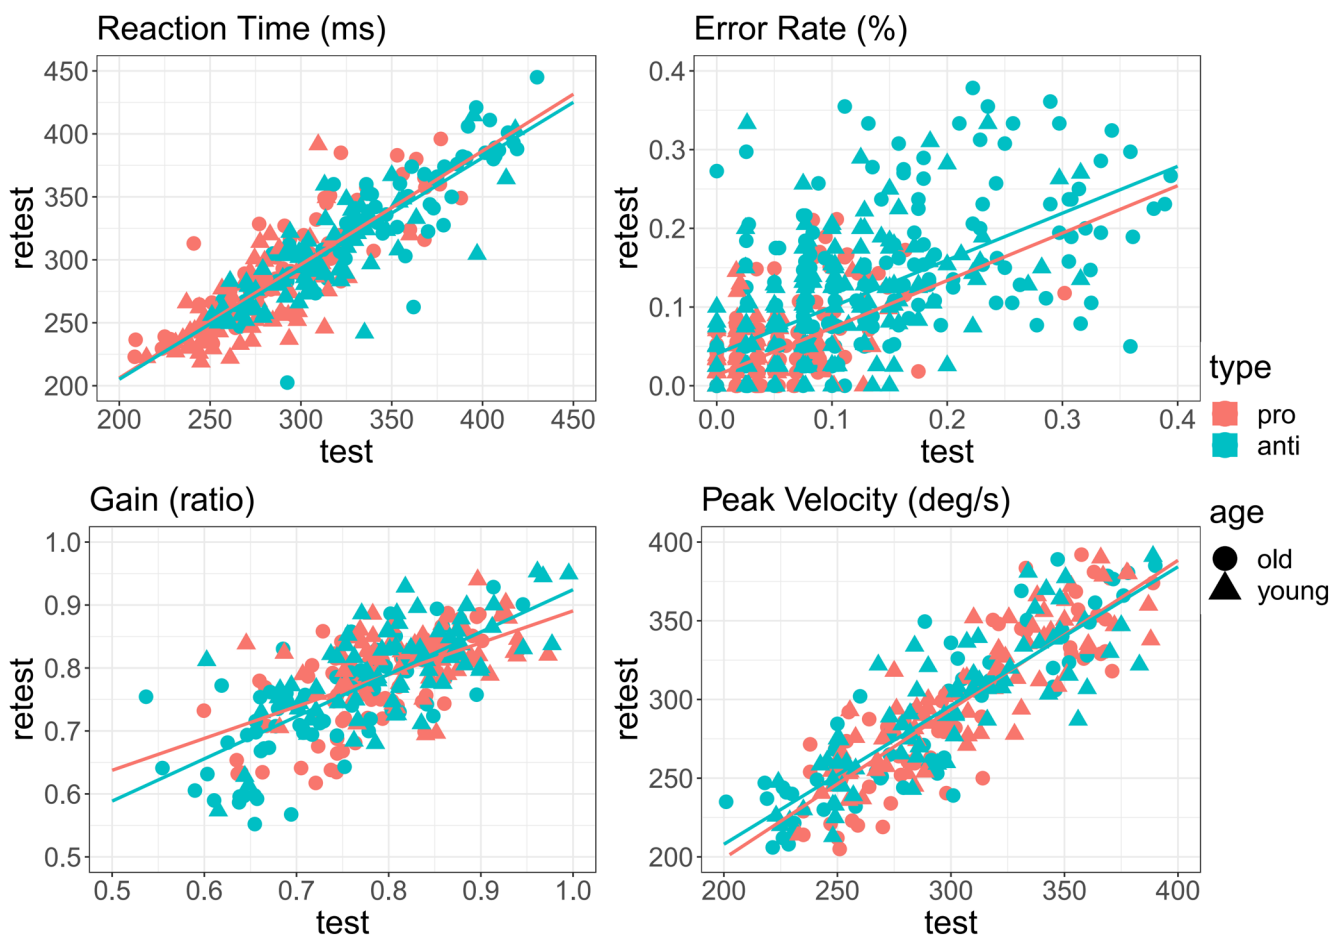 Reaction Time (ms)
Error Rate (%)
450
400
350
300
250
200
retest
200 250 300 350 400 450
test
0.4
0.3
0.2
0.1
0.0
retest
0.0 0.1 0.2 0.3 0.4
test
Gain (ratio)
Peak Velocity (deg/s)
1.0
0.9
0.8
0.7
0.6
0.5
retest
0.5 0.6 0.7 0.8 0.9 1.0
test
400
350
300
250
200
retest
200 250 300 350 400
test
type
pro
anti
age
old
young